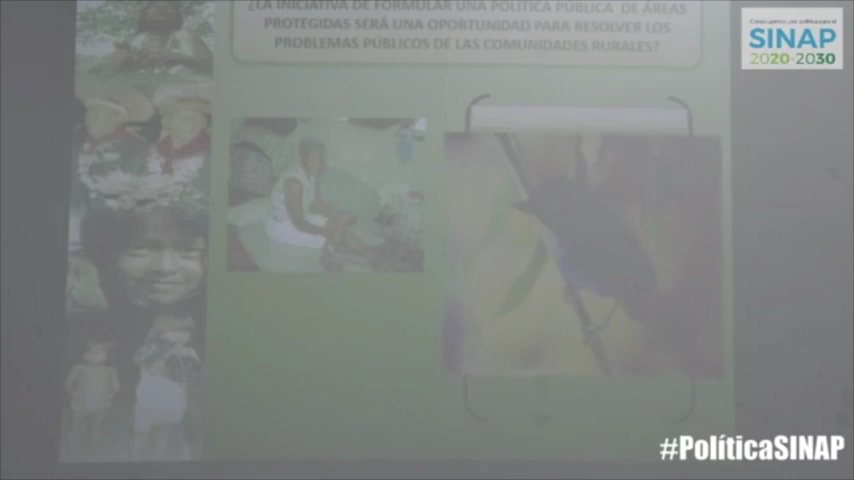 ¿LA INICIATIVA DE FORMULAR UNA POLÍTICA PÚBLICA DE ÁREAS
PROTEGIDAS SERÁ UNA OPORTUNIDAD PARA RESOLVER LOS
PROBLEMAS PÚBLICOS DE LAS COMUNIDADES RURALES?
SINAP
2020-2030
#PolíticaSINAP